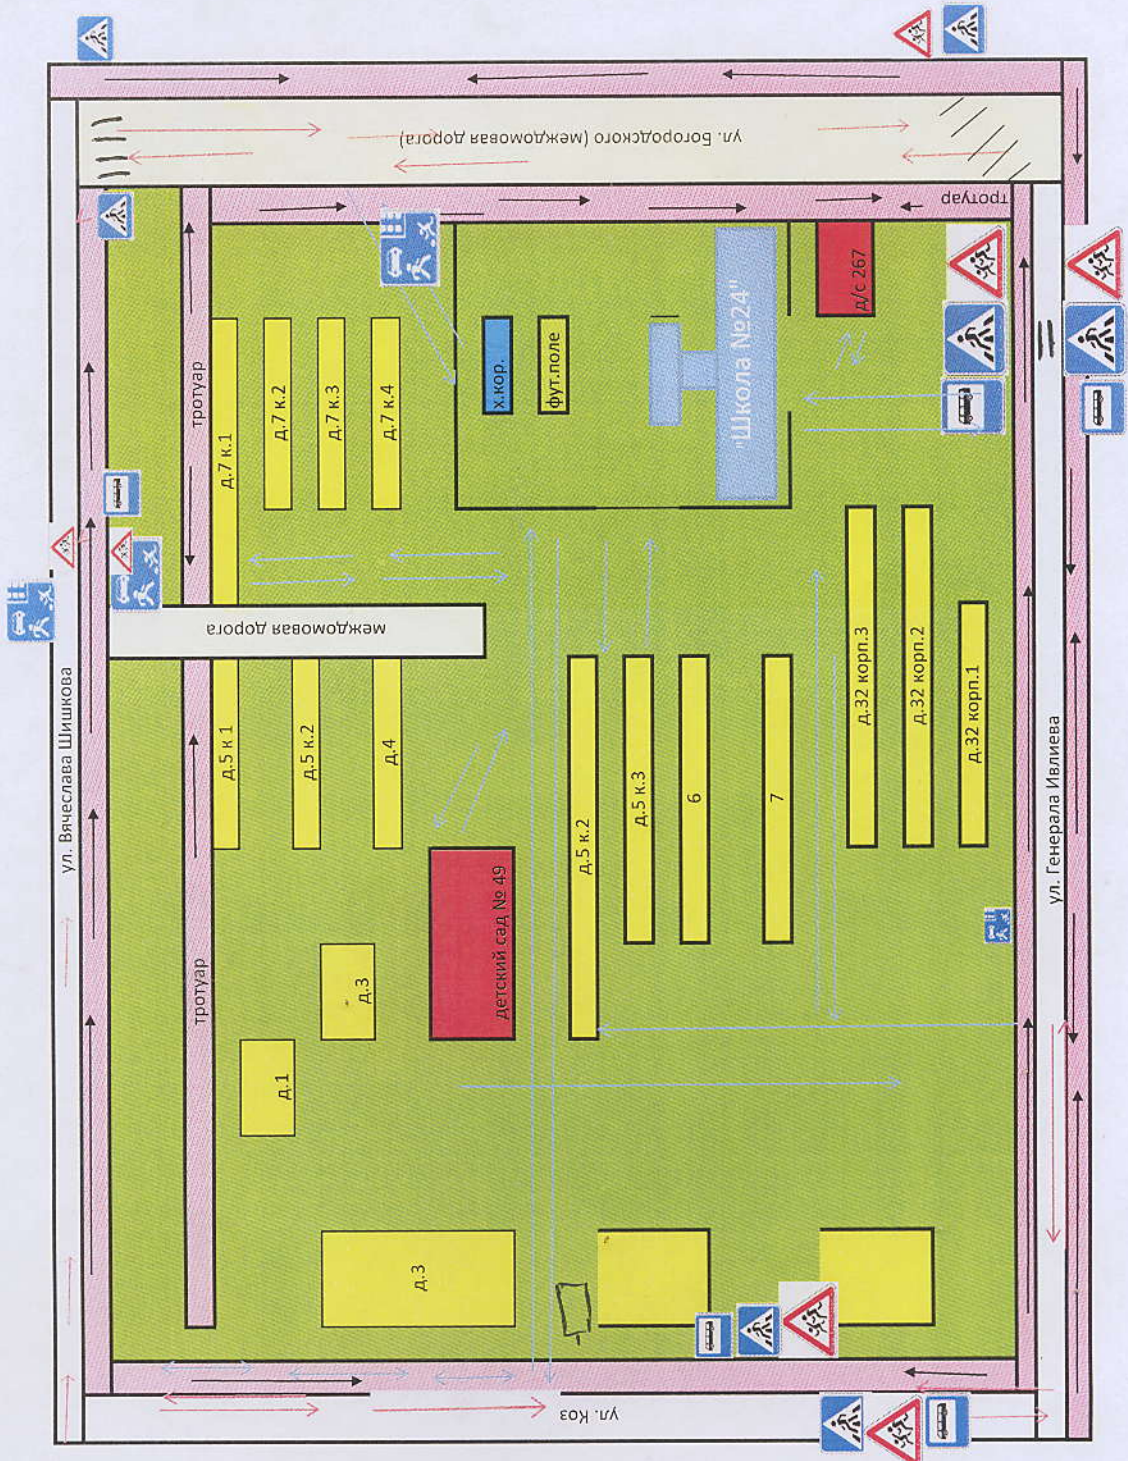 ул. Богородского (междомовая дорога)
тротуар
тротуар
д.7 к.1
д.7 к.2
д.7 к.3
д.7 к.4
х.кор.
фут.поле
"Школа №24"
д/с 267
междомовая дорога
ул. Вячеслава Шишкова
д.5 к 1
д.5 к.2
д.4
д.5 к.2
д.5 к.3
6
7
д.32 корп.3
д.32 корп.2
д.32 корп.1
ул. Генерала Ивлиева
детский сад № 49
тротуар
д.3
д.1
д.3
ул. Коз